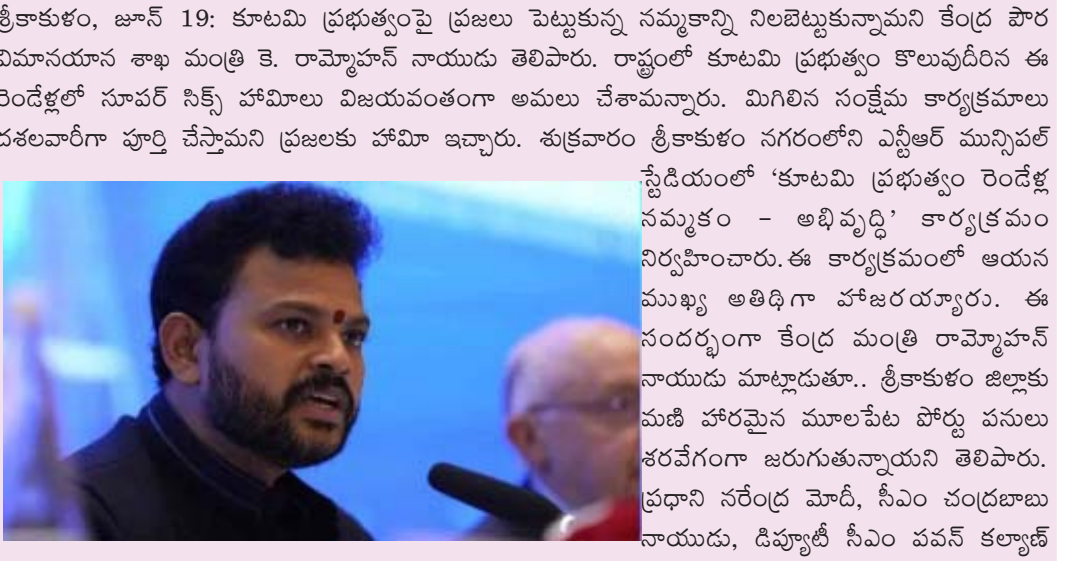 శ్రీకాకుళం, జూన్ 19: కూటమి ప్రభుత్వంపై ప్రజలు పెట్టుకున్న నమ్మకాన్ని నిలబెట్టుకున్నామని కేంద్ర పౌర
విమానయాన శాఖ మంత్రి కె. రామ్మోహన్ నాయుడు తెలిపారు. రాష్ట్రంలో కూటమి ప్రభుత్వం కొలువుదీరిన ఈ
రెండేళ్లలో సూపర్ సిక్స్ హామీలు విజయవంతంగా అమలు చేశామన్నారు. మిగిలిన సంక్షేమ కార్యక్రమాలు
దశలవారీగా పూర్తి చేస్తామని ప్రజలకు హామీ ఇచ్చారు. శుక్రవారం శ్రీకాకుళం నగరంలోని ఎన్టీఆర్ మున్సిపల్
స్టేడియంలో ‘కూటమి ప్రభుత్వం రెండేళ్ల
నమ్మకం - అభివృద్ధి’ కార్యక్రమం
నిర్వహించారు. ఈ కార్యక్రమంలో ఆయన
ముఖ్య అతిథిగా హాజరయ్యారు. ఈ
సందర్భంగా కేంద్ర మంత్రి రామ్మోహన్
నాయుడు మాట్లాడుతూ.. శ్రీకాకుళం జిల్లాకు
మణి హారమైన మూలపేట పోర్టు పనులు
శరవేగంగా జరుగుతున్నాయని తెలిపారు.
ప్రధాని నరేంద్ర మోదీ, సీఎం చంద్రబాబు
నాయుడు, డిప్యూటీ సీఎం పవన్ కల్యాణ్